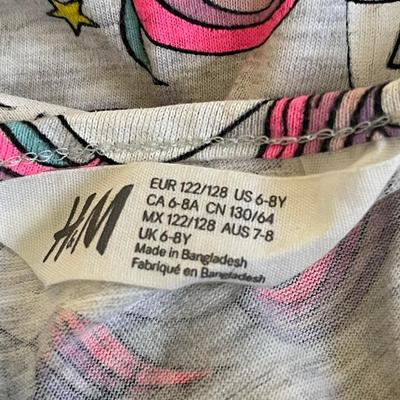 H&M
EUR 122/128 US 6-8Y
CA 6-8A CN 130/64
MX 122/128 AUS 7-8
UK 6-8Y
Made in Bangladesh
Fabriqué en Bangladesh